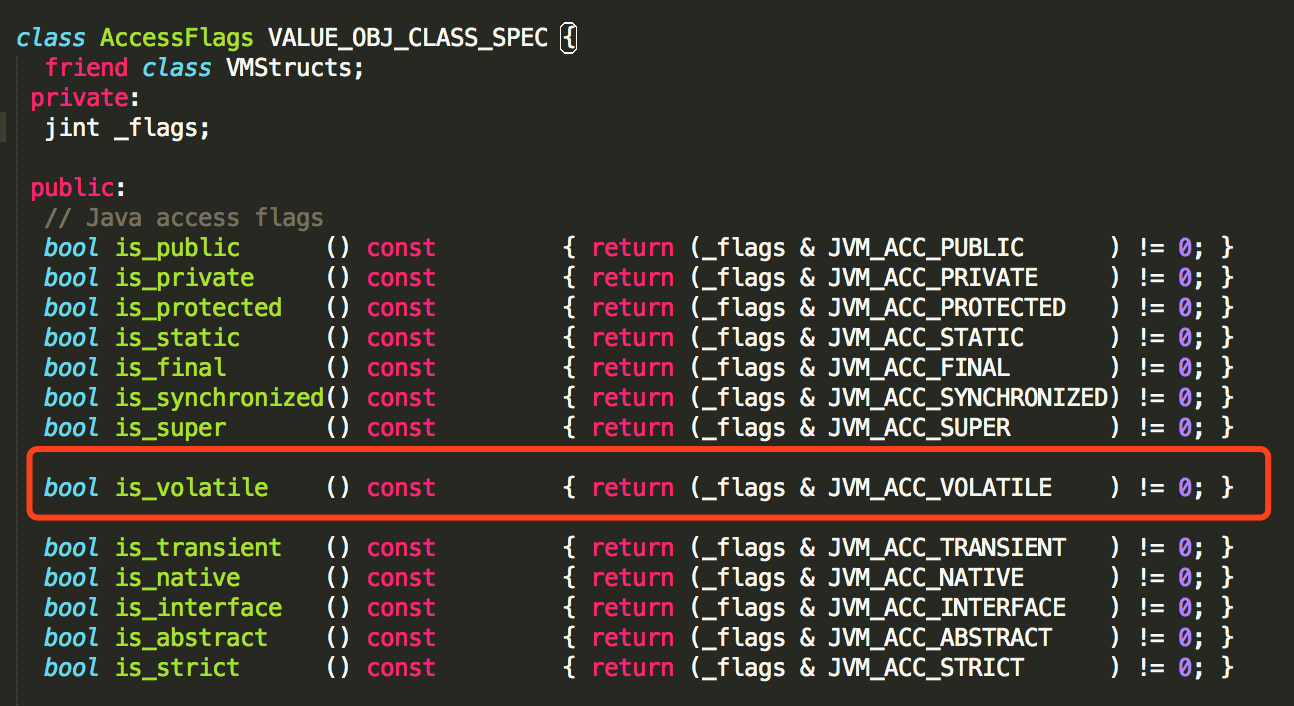 class AccessFlags VALUE_OBJ_CLASS_SPEC {
  friend class VMStructs;
 private:
  jint _flags;

 public:
  // Java access flags
  bool is_public      () const         { return (_flags & JVM_ACC_PUBLIC      ) != 0; }
  bool is_private     () const         { return (_flags & JVM_ACC_PRIVATE     ) != 0; }
  bool is_protected   () const         { return (_flags & JVM_ACC_PROTECTED   ) != 0; }
  bool is_static      () const         { return (_flags & JVM_ACC_STATIC      ) != 0; }
  bool is_final       () const         { return (_flags & JVM_ACC_FINAL       ) != 0; }
  bool is_synchronized() const         { return (_flags & JVM_ACC_SYNCHRONIZED) != 0; }
  bool is_super       () const         { return (_flags & JVM_ACC_SUPER       ) != 0; }

  bool is_volatile    () const         { return (_flags & JVM_ACC_VOLATILE    ) != 0; }

  bool is_transient   () const         { return (_flags & JVM_ACC_TRANSIENT   ) != 0; }
  bool is_native      () const         { return (_flags & JVM_ACC_NATIVE      ) != 0; }
  bool is_interface   () const         { return (_flags & JVM_ACC_INTERFACE   ) != 0; }
  bool is_abstract    () const         { return (_flags & JVM_ACC_ABSTRACT    ) != 0; }
  bool is_strict      () const         { return (_flags & JVM_ACC_STRICT      ) != 0; }